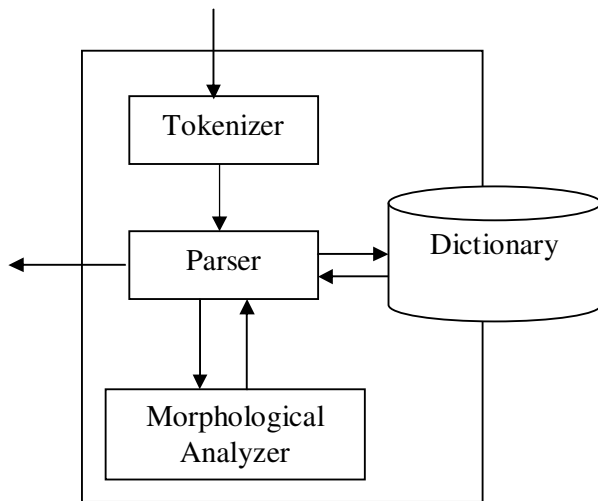 Tokenizer
Parser
Dictionary
Morphological
Analyzer